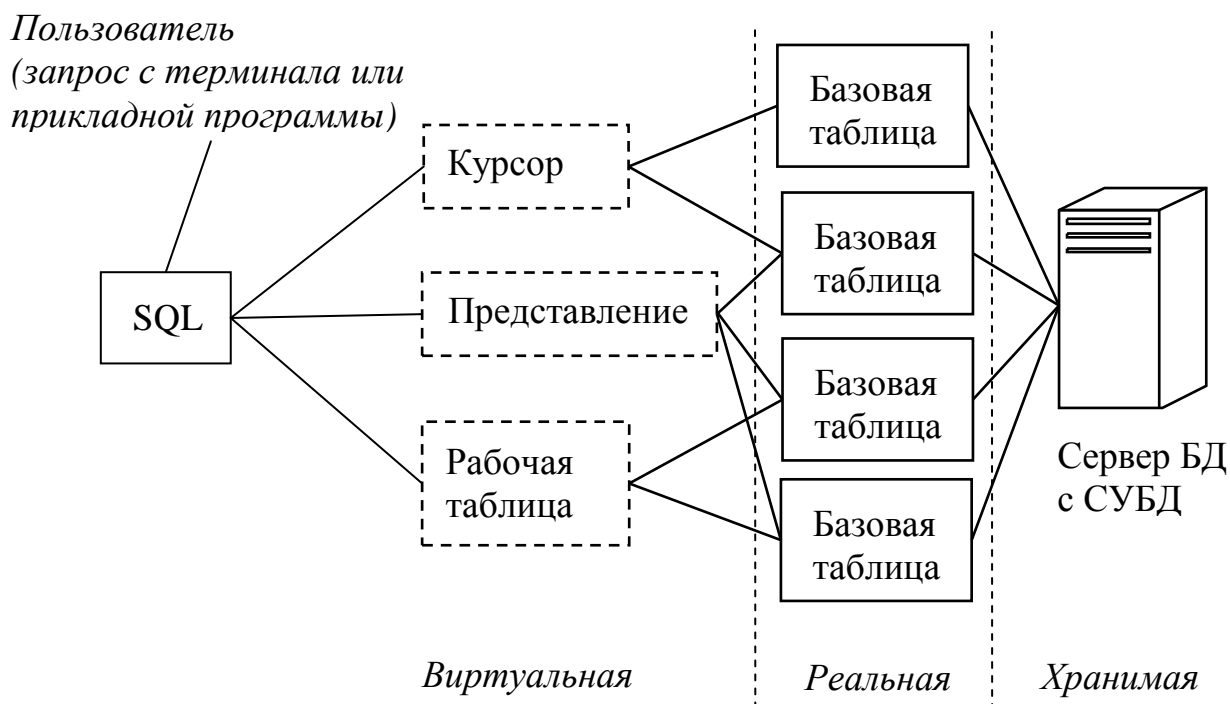 Пользователь
(запрос с терминала или
прикладной программы)
SQL
Курсор
Представление
Рабочая
таблица
Базовая
таблица
Базовая
таблица
Базовая
таблица
Базовая
таблица
Сервер БД
с СУБД
Виртуальная
Реальная
Хранимая